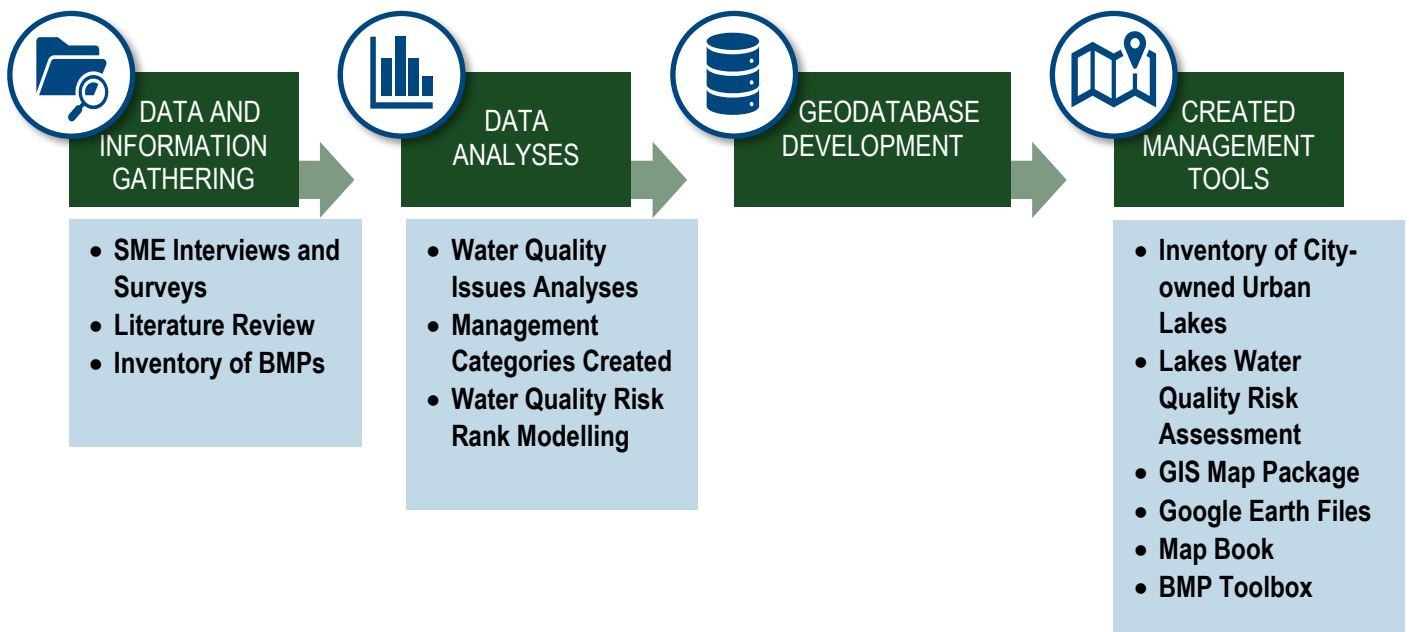 DATA AND
INFORMATION
GATHERING
• SME Interviews and
Surveys
• Literature Review
• Inventory of BMPs
DATA
ANALYSES
• Water Quality
Issues Analyses
• Management
Categories Created
• Water Quality Risk
Rank Modelling
GEODATABASE
DEVELOPMENT
CREATED
MANAGEMENT
TOOLS
• Inventory of City-
owned Urban
Lakes
• Lakes Water
Quality Risk
Assessment
• GIS Map Package
• Google Earth Files
• Map Book
• BMP Toolbox